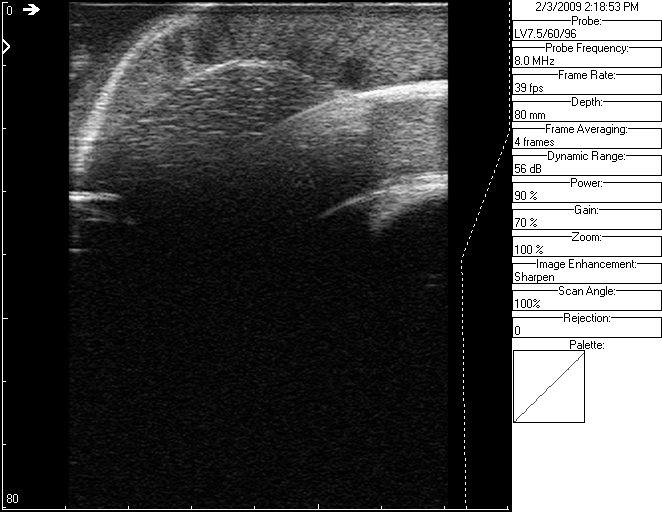 0
2/3/2009 2:18:53 PM
Probe:
LV7.5/60/96
Probe Frequency:
8.0 MHz
Frame Rate:
39 fps
Depth:
80 mm
Frame Averaging:
4 frames
Dynamic Range:
56 dB
Power:
90 %
Gain:
70 %
Zoom:
100 %
Image Enhancement:
Sharpen
Scan Angle:
100%
Rejection:
0
Palette:
80